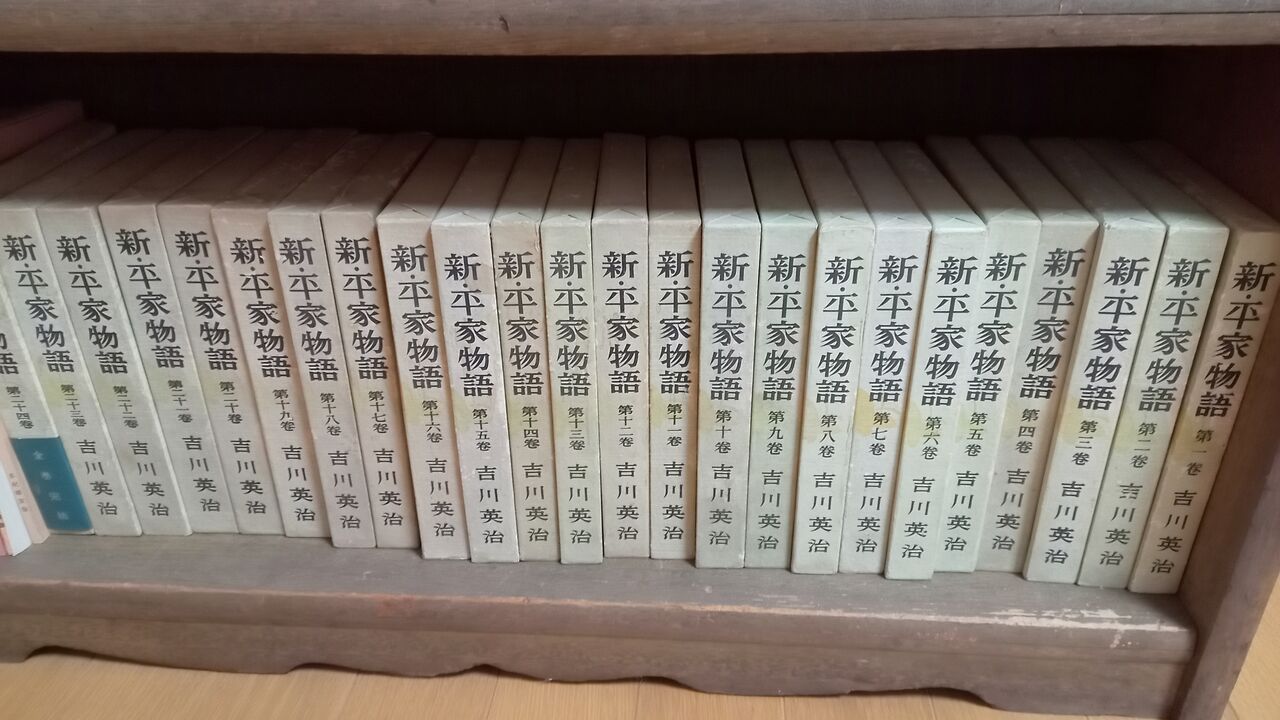 新・平家物語 第一巻 吉川英治
新・平家物語 第二巻 吉川英治
新・平家物語 第三巻 吉川英治
新・平家物語 第四巻 吉川英治
新・平家物語 第五巻 吉川英治
新・平家物語 第六巻 吉川英治
新・平家物語 第七巻 吉川英治
新・平家物語 第八巻 吉川英治
新・平家物語 第九巻 吉川英治
新・平家物語 第十巻 吉川英治
新・平家物語 第十一巻 吉川英治
新・平家物語 第十二巻 吉川英治
新・平家物語 第十三巻 吉川英治
新・平家物語 第十四巻 吉川英治
新・平家物語 第十五巻 吉川英治
新・平家物語 第十六巻 吉川英治
新・平家物語 第十七巻 吉川英治
新・平家物語 第十八巻 吉川英治
新・平家物語 第十九巻 吉川英治
新・平家物語 第二十巻 吉川英治
新・平家物語 第二十一巻 吉川英治
新・平家物語 第二十二巻 吉川英治
新・平家物語 第二十三巻 吉川英治
新・平家物語 第二十四巻
物語